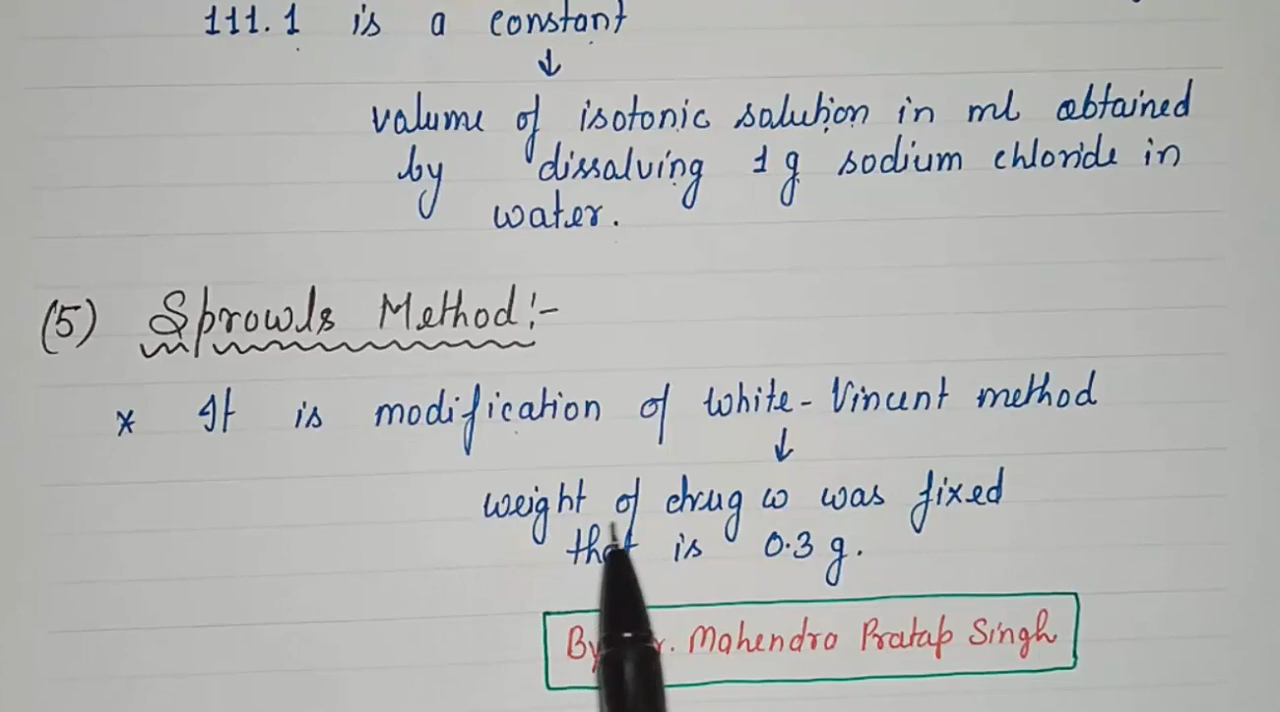 111.1 is a constant
↓
volume of isotonic solution in ml obtained
by dissolving 1 g sodium chloride in
water.
(5) Sprowls Method:-
* It is modification of White-Vincent method
↓
weight of drug w was fixed
that is 0.3 g.
By Mahendra Pratap Singh